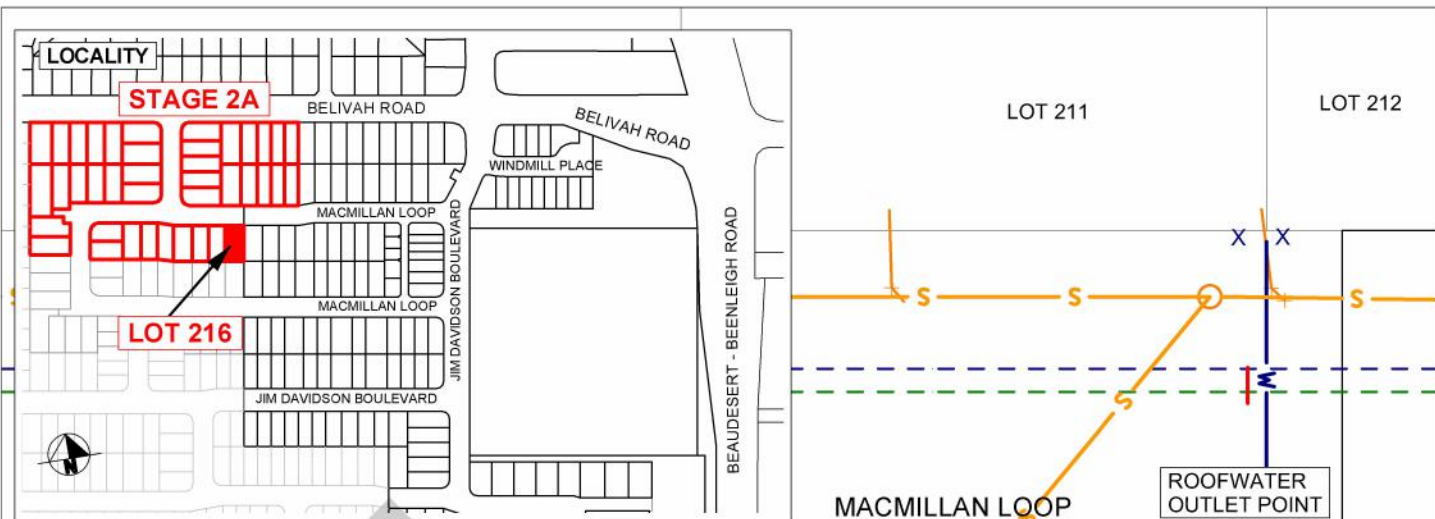 LOCALITY
STAGE 2A
BELIVAH ROAD
BELIVAH ROAD
WINDMILL PLACE
MACMILLAN LOOP
MACMILLAN LOOP
LOT 216
JIM DAVIDSON BOULEVARD
JIM DAVIDSON BOULEVARD
BEAUDESERT - BEENLEIGH ROAD
N
LOT 211
LOT 212
X X
S S S
W
S
MACMILLAN LOOP
S
ROOFWATER
OUTLET POINT